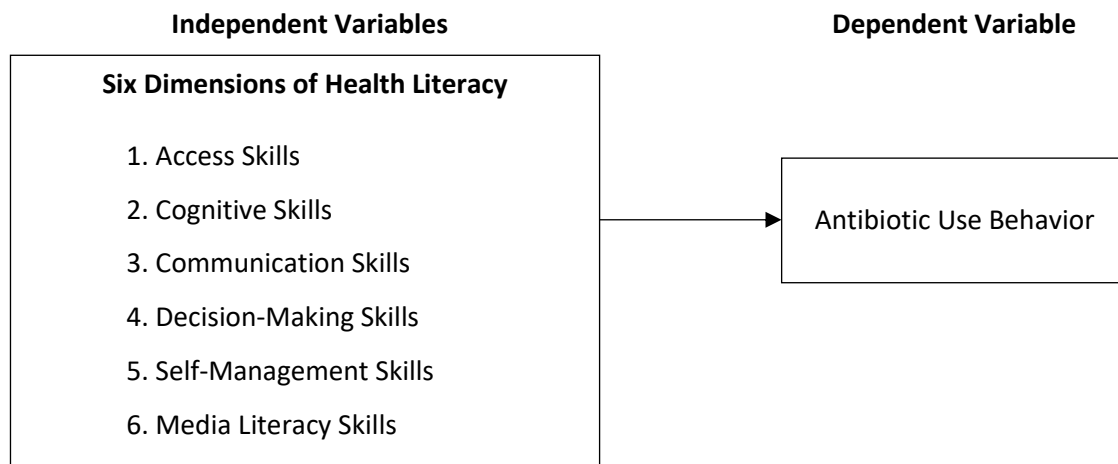 Independent Variables
Dependent Variable
Six Dimensions of Health Literacy
1. Access Skills
2. Cognitive Skills
3. Communication Skills
4. Decision-Making Skills
5. Self-Management Skills
6. Media Literacy Skills
Antibiotic Use Behavior